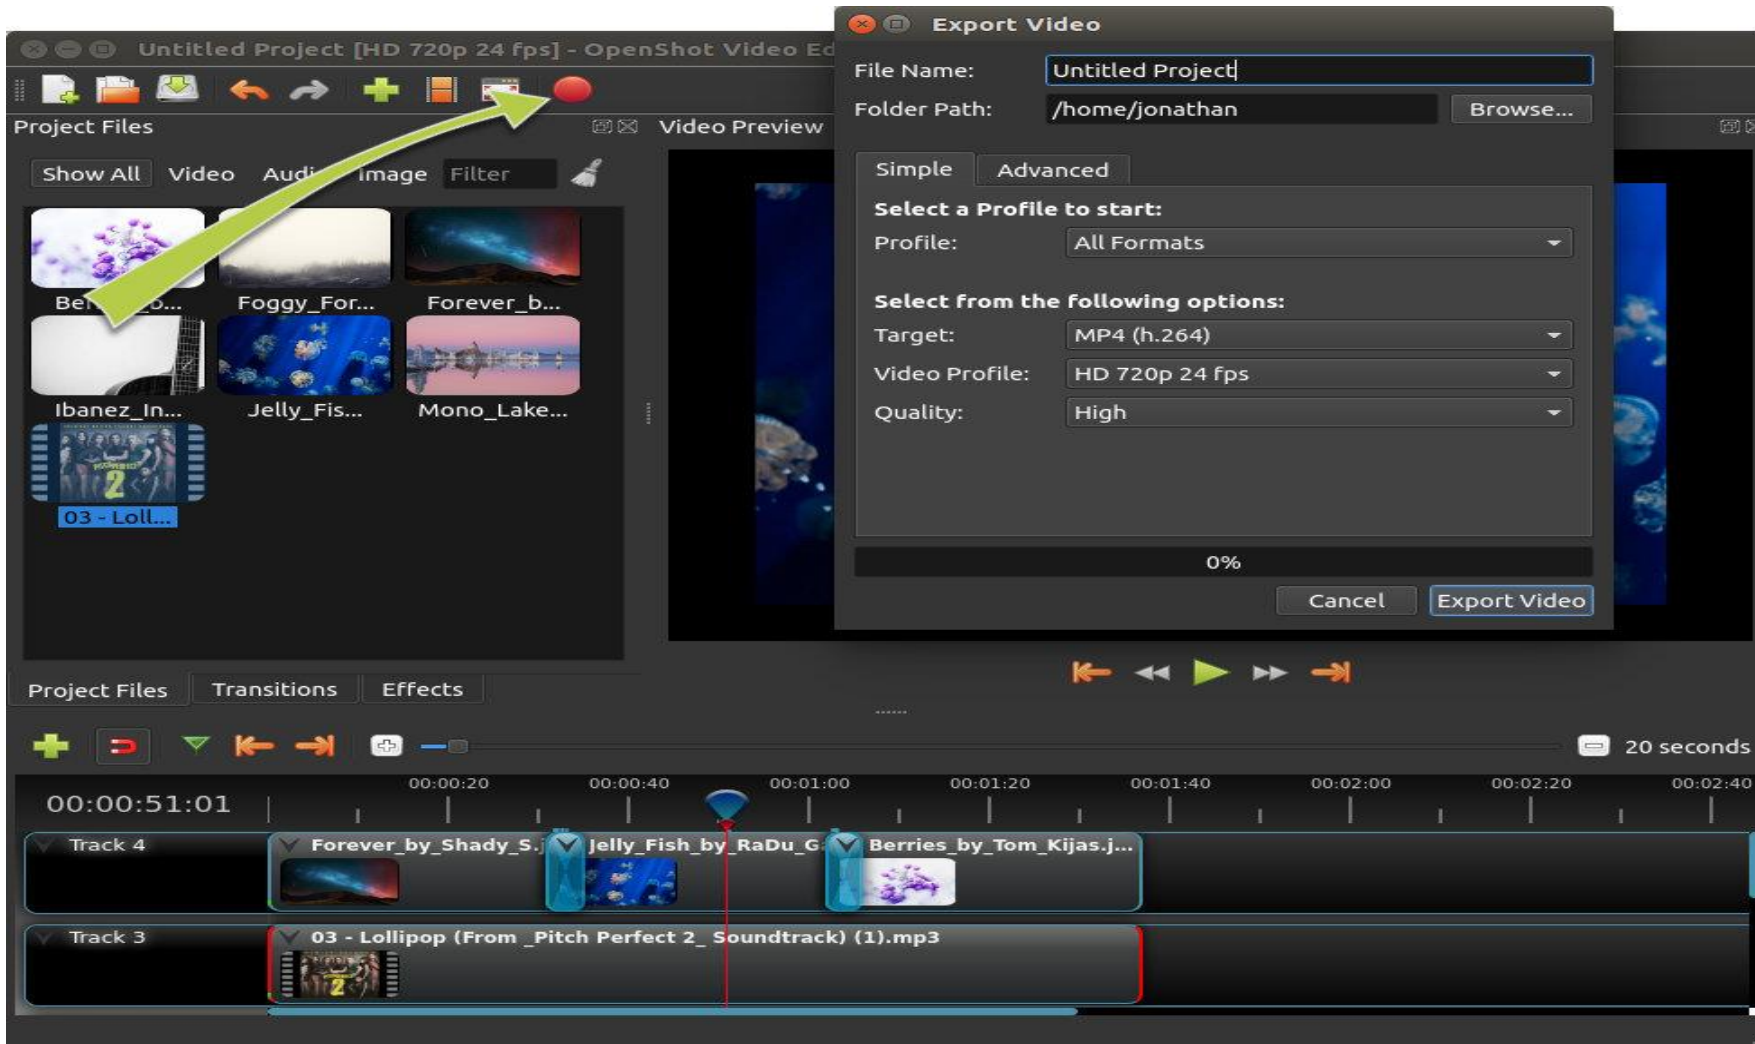 Untitled Project [HD 720p 24 fps] - OpenShot Video Ed
Project Files
Show All Video Audi Image Filter
Be
Foggy_For...
Forever_b...
Ibanez_In...
Jelly_Fis...
Mono_Lake...
2
03 - Loll...
Project Files Transitions Effects
Video Preview
Export Video
File Name: Untitled Project
Folder Path: /home/jonathan Browse...
Simple Advanced
Select a Profile to start:
Profile: All Formats
Select from the following options:
Target: MP4 (h.264)
Video Profile: HD 720p 24 fps
Quality: High
0%
Cancel Export Video
20 seconds
00:00:51:01
00:00:20 00:00:40 00:01:00 00:01:20 00:01:40 00:02:00 00:02:20 00:02:40
Track 4
Forever_by_Shady_S.j
Jelly_Fish_by_RaDu_G
Berries_by_Tom_Kijas.j...
Track 3
03 - Lollipop (From _Pitch Perfect 2_ Soundtrack) (1).mp3
2